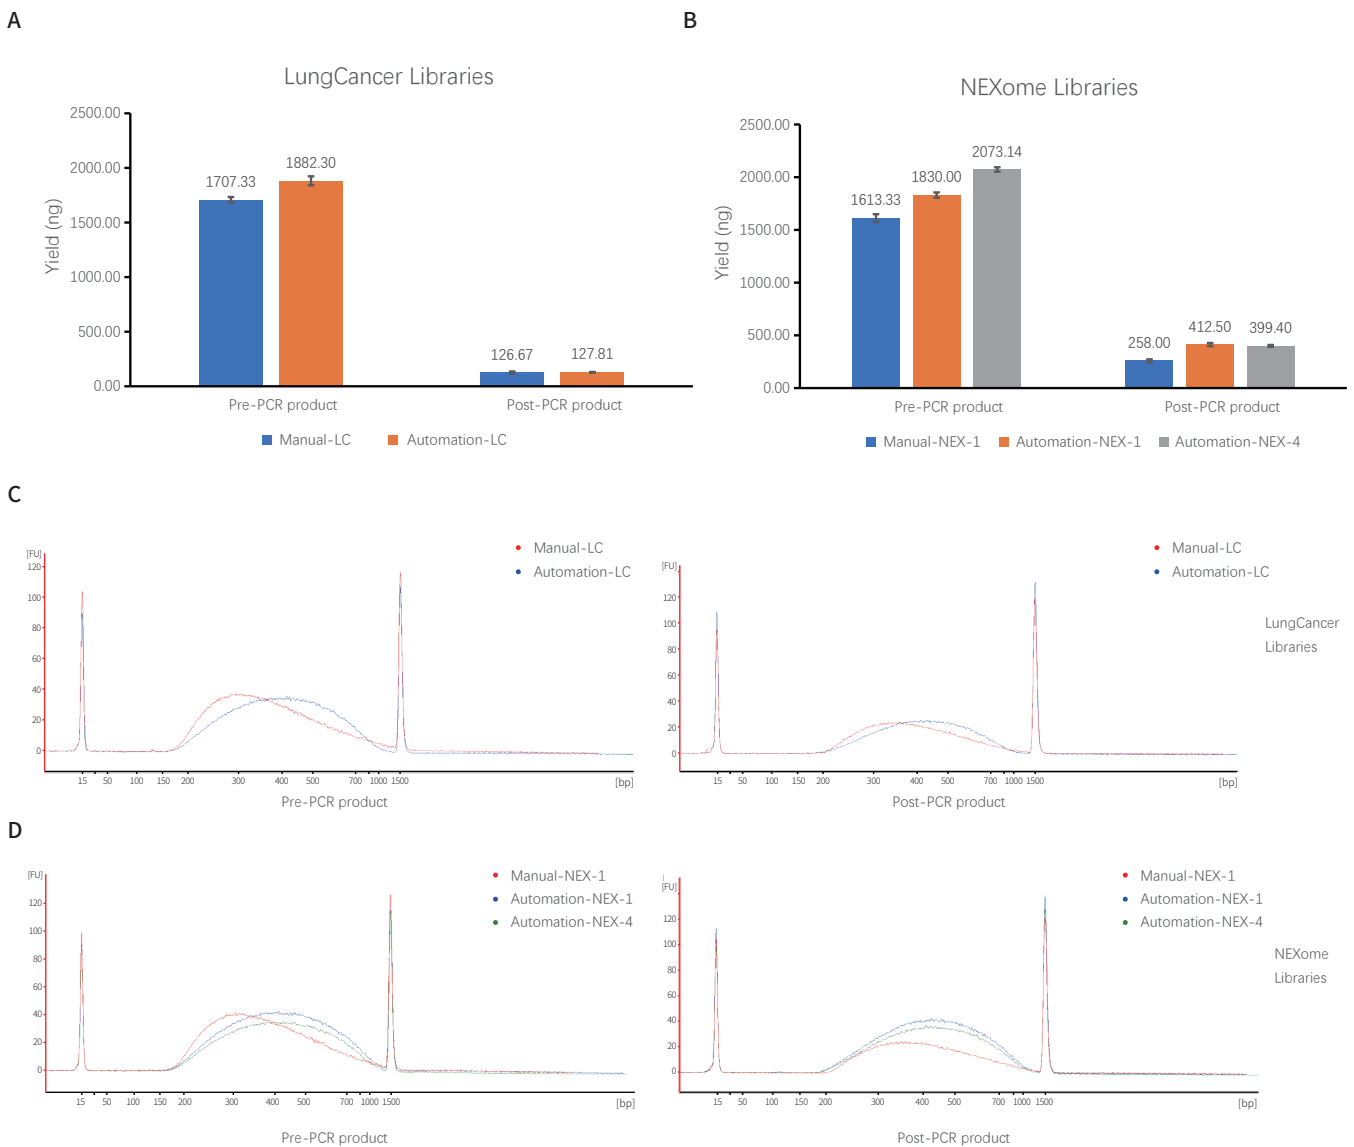 A
B
LungCancer Libraries
NEXome Libraries
2500.00
2000.00
1500.00
1000.00
500.00
0.00
Yield (ng)
1707.33
1882.30
126.67
127.81
Pre-PCR product
Post-PCR product
Manual-LC
Automation-LC
2500.00
2000.00
1500.00
1000.00
500.00
0.00
Yield (ng)
1613.33
1830.00
2073.14
258.00
412.50
399.40
Pre-PCR product
Post-PCR product
Manual-NEX-1
Automation-NEX-1
Automation-NEX-4
C
[FU]
120
100
80
60
40
20
0
Manual-LC
Automation-LC
15 50 100 150 200 300 400 500 700 1000 1500 [bp]
Pre-PCR product
[FU]
120
100
80
60
40
20
0
Manual-LC
Automation-LC
15 50 100 150 200 300 400 500 700 1000 1500 [bp]
Post-PCR product
LungCancer
Libraries
D
[FU]
120
100
80
60
40
20
0
Manual-NEX-1
Automation-NEX-1
Automation-NEX-4
15 50 100 150 200 300 400 500 700 1000 1500 [bp]
Pre-PCR product
[FU]
120
100
80
60
40
20
0
Manual-NEX-1
Automation-NEX-1
Automation-NEX-4
15 50 100 150 200 300 400 500 700 1000 1500 [bp]
Post-PCR product
NEXome
Libraries